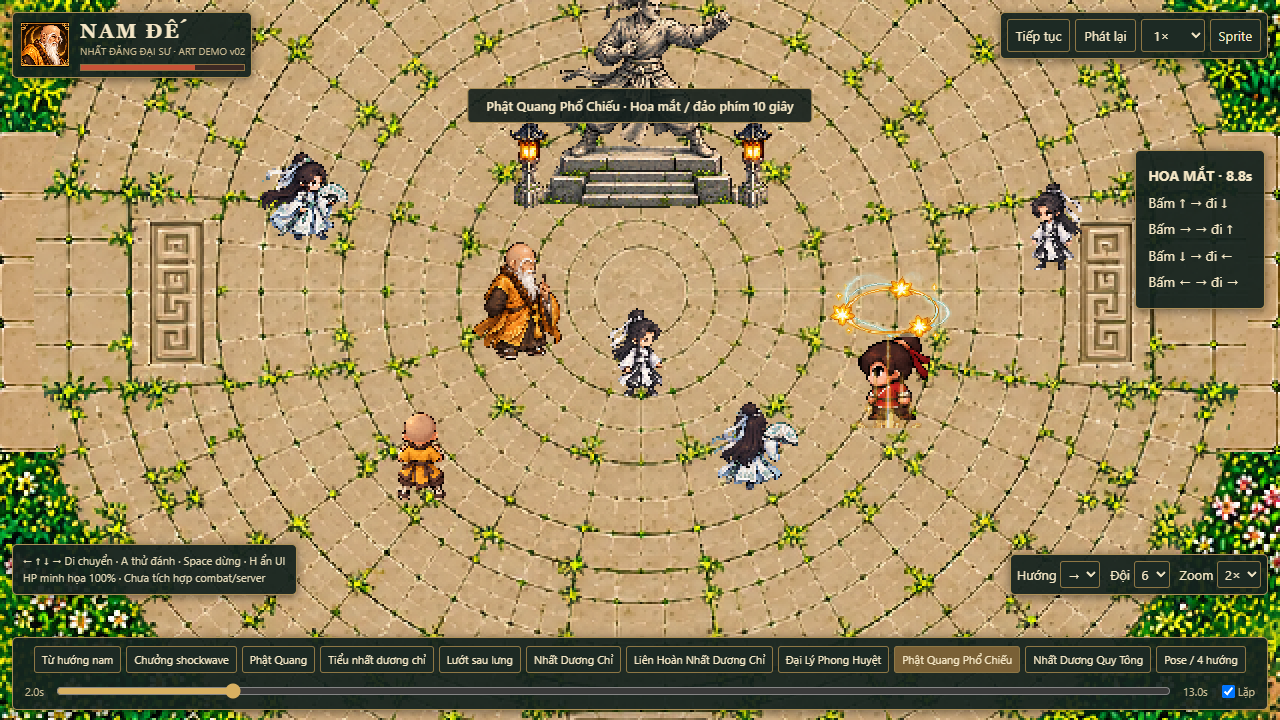 NAM ĐẾ
NHẤT ĐĂNG ĐẠI SƯ · ART DEMO v02
Tiếp tục
Phát lại
1×
Sprite
Phật Quang Phổ Chiếu · Hoa mắt / đảo phím 10 giây
HOA MẮT · 8.8s
Bấm ↑ → đi ↓
Bấm → → đi ↑
Bấm ↓ → đi ←
Bấm ← → đi →
← ↑ ↓ → Di chuyển · A thử đánh · Space dừng · H ẩn UI
HP minh họa 100% · Chưa tích hợp combat/server
Hướng → Đội 6 Zoom 2×
Từ hướng nam
Chưởng shockwave
Phật Quang
Tiểu nhất dương chỉ
Lướt sau lưng
Nhất Dương Chỉ
Liên Hoàn Nhất Dương Chỉ
Đại Lý Phong Huyệt
Phật Quang Phổ Chiếu
Nhất Dương Quy Tông
Pose / 4 hướng
2.0s
13.0s
Lặp